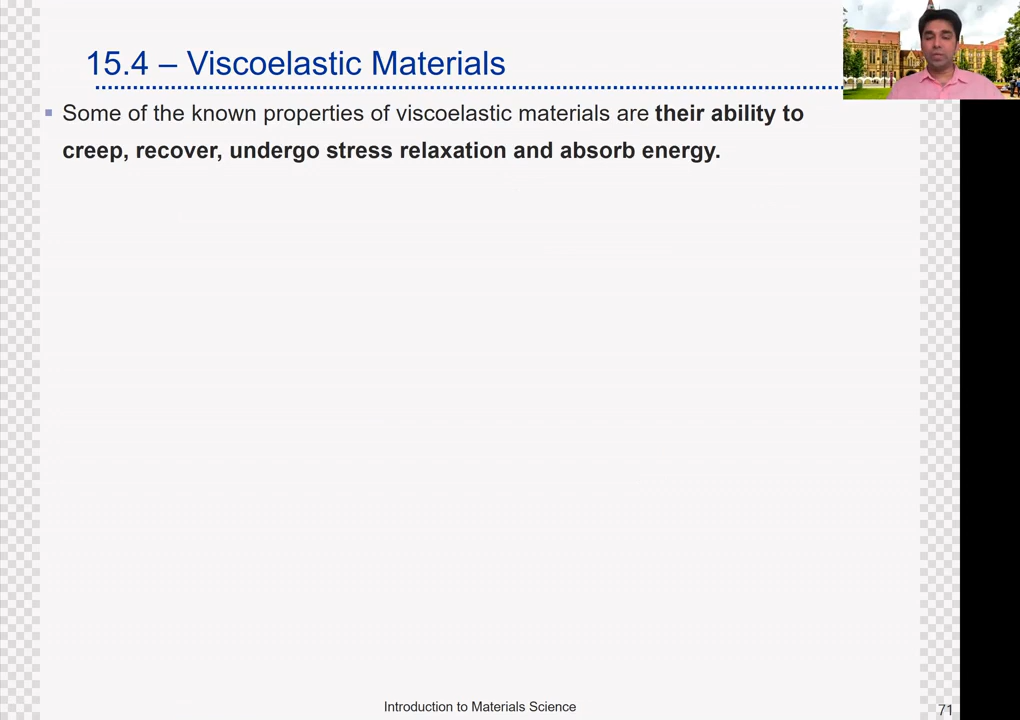 15.4 – Viscoelastic Materials
Some of the known properties of viscoelastic materials are their ability to
creep, recover, undergo stress relaxation and absorb energy.
Introduction to Materials Science
71